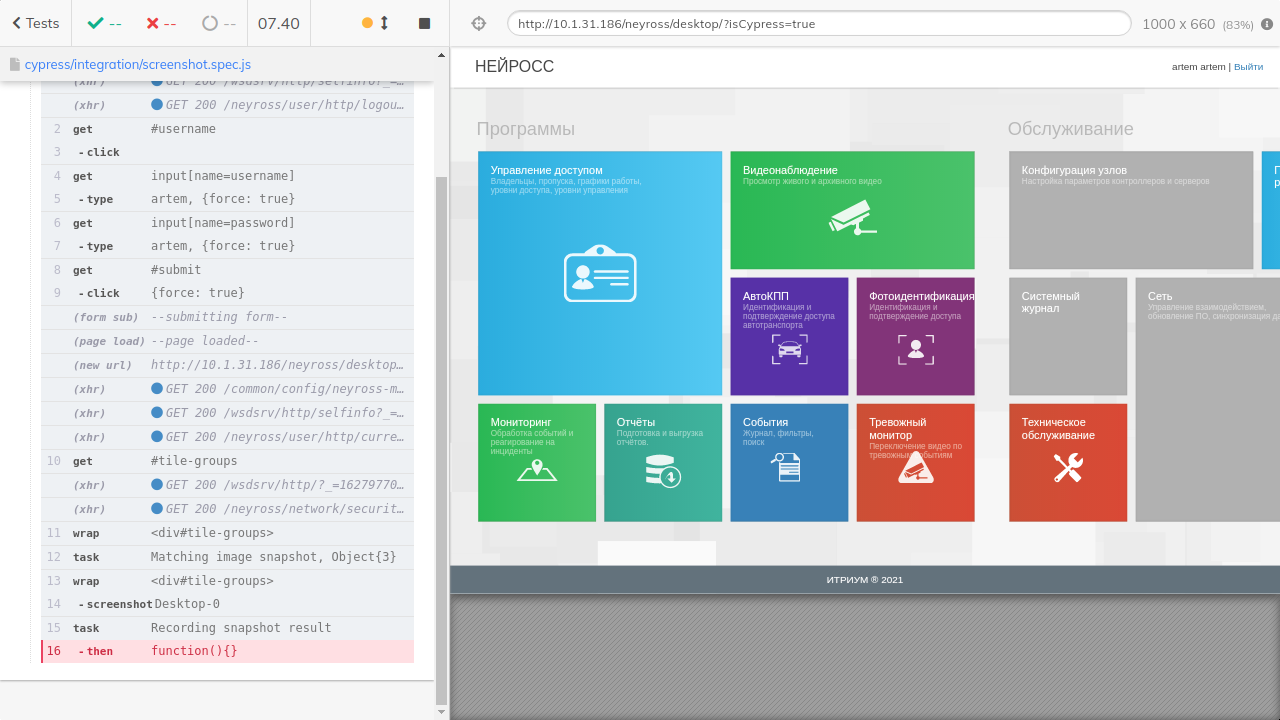 Tests
--
--
--
07.40
http://10.1.31.186/neyross/desktop/?isCypress=true
1000 x 660 (83%)
cypress/integration/screenshot.spec.js
(xhr) GET 200 /wsdrv/http/selfinfo?_=…
(xhr) GET 200 /neyross/user/http/logou…
2 get #username
3 -click
4 get input[name=username]
5 -type artem, {force: true}
6 get input[name=password]
7 -type artem, {force: true}
8 get #submit
9 -click {force: true}
(form sub) --submitting form--
(page load) --page loaded--
(new url) http://10.1.31.186/neyross/desktop…
(xhr) GET 200 /common/config/neyross-m…
(xhr) GET 200 /wsdrv/http/selfinfo?_=…
(xhr) GET 200 /neyross/user/http/curre…
10 get #tile-groups
(xhr) GET 200 /wsdrv/http/?_=162739570…
(xhr) GET 200 /neyross/network/securit…
11 wrap <div#tile-groups>
12 task Matching image snapshot, Object{3}
13 wrap <div#tile-groups>
14 -screenshot Desktop-0
15 task Recording snapshot result
16 -then function(){}
НЕЙРОСС
artem artem | Выйти
Программы
Обслуживание
Управление доступом
Владельцы, пропуска, графики работы,
уровни доступа, уровни управления
Видеонаблюдение
Просмотр живого и архивного видео
Конфигурация узлов
Настройка параметров контроллеров и серверов
АвтоКПП
Идентификация и
подтверждение доступа
автотранспорта
Фотоидентификация
Идентификация и
подтверждение доступа
Системный
журнал
Сеть
Управление взаимодействием,
обновление ПО, синхронизация да
Мониторинг
Обработка событий и
реагирование на
инциденты
Отчёты
Подготовка и выгрузка
отчётов.
События
Журнал, фильтры,
поиск
Тревожный
монитор
Переключение видео по
тревожным событиям
Техническое
обслуживание
ИТРИУМ ® 2021